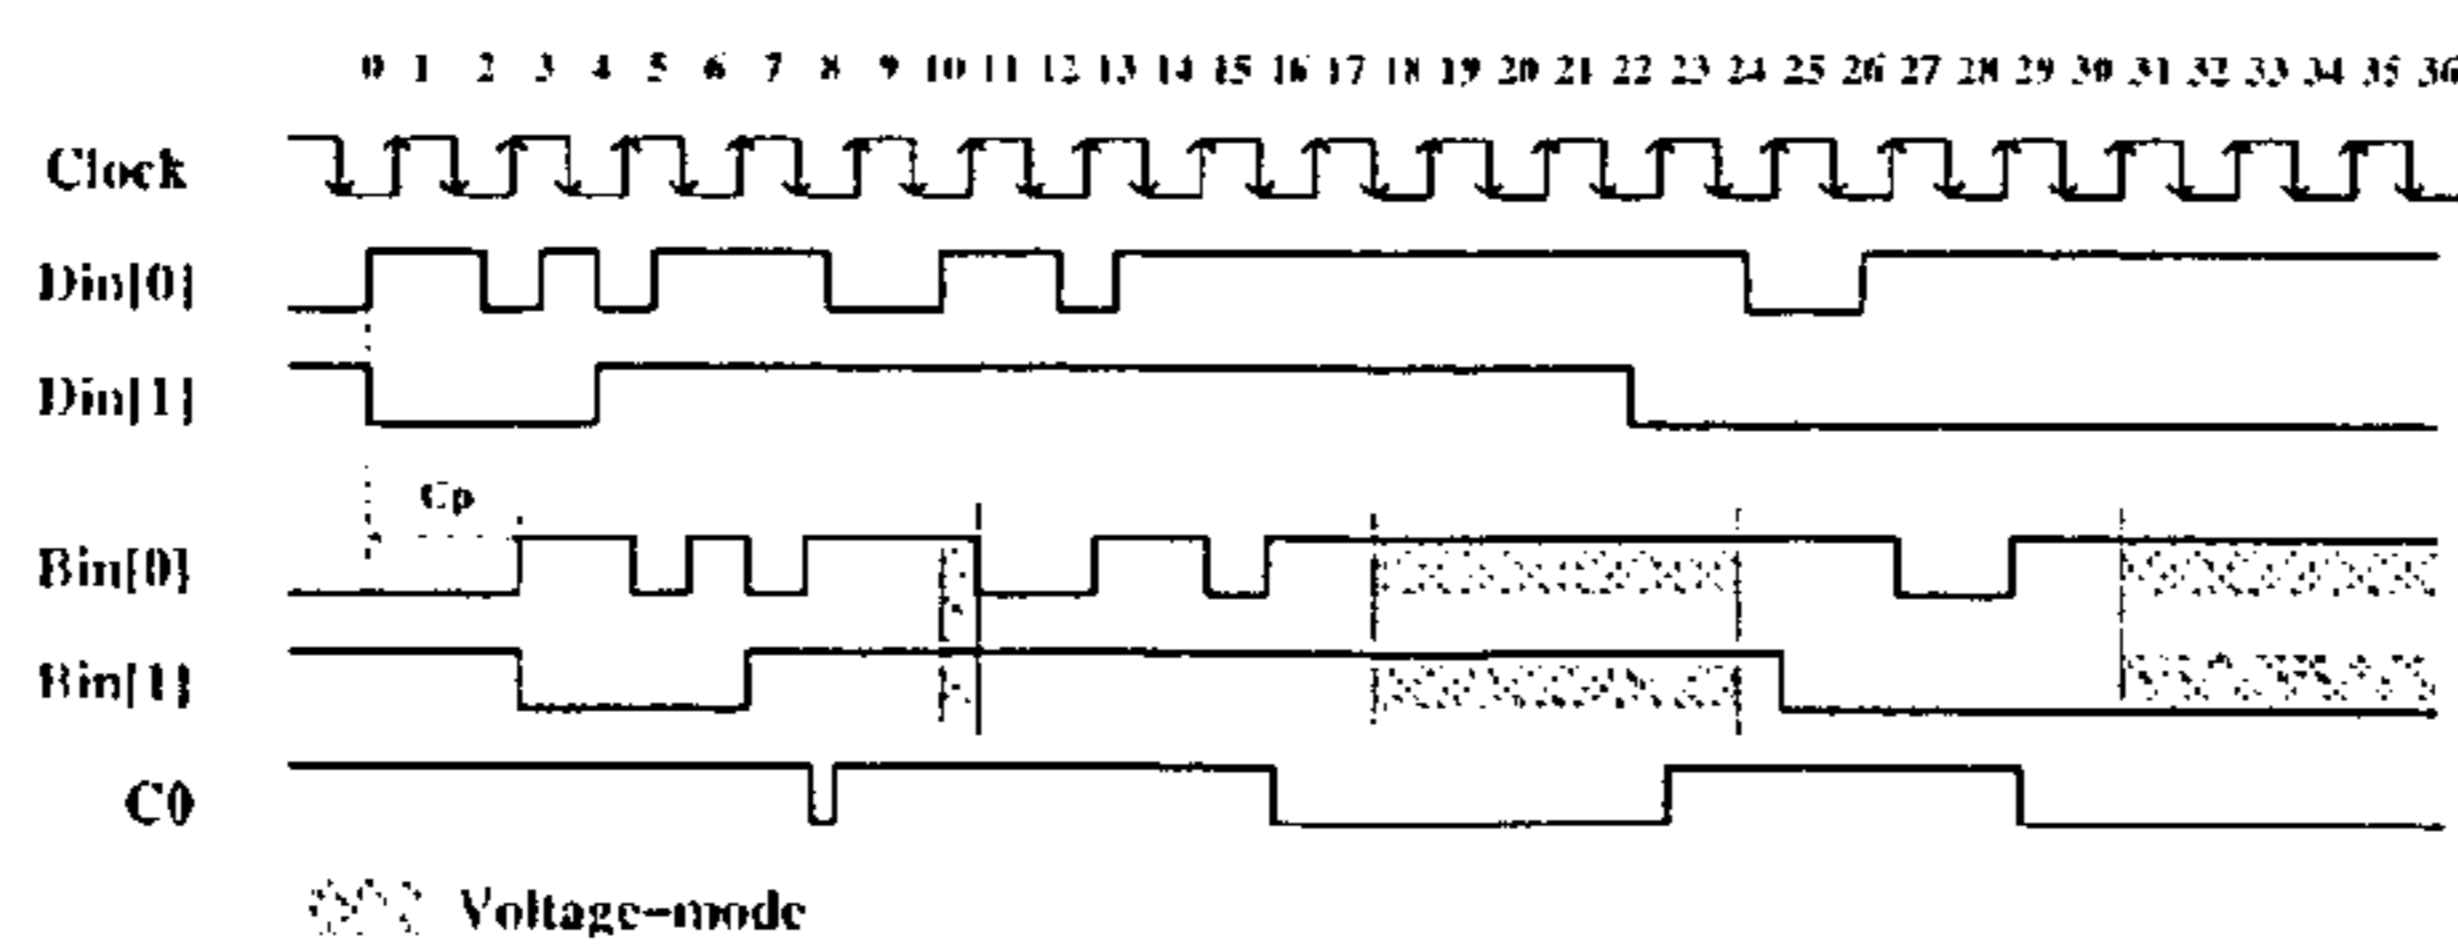 0 1 2 3 4 5 6 7 8 9 10 11 12 13 14 15 16 17 18 19 20 21 22 23 24 25 26 27 28 29 30 31 32 33 34 35 36
Clock
Din[0]
Din[1]
Cp
Bin[0]
Bin[1]
C0
Voltage-mode